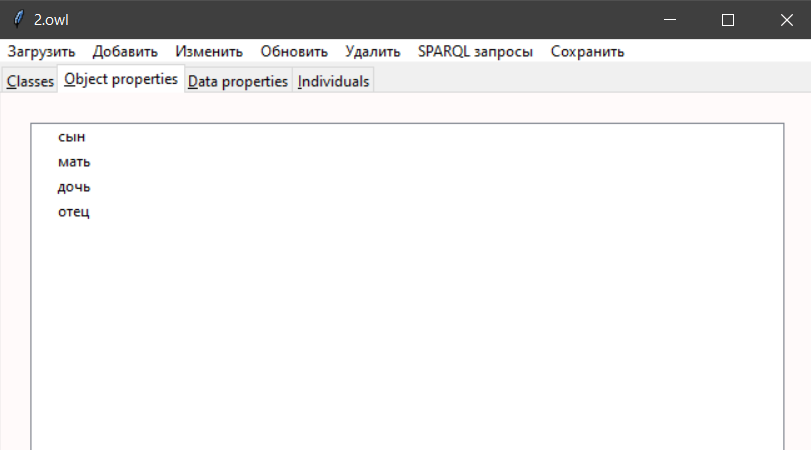 2.owl
Загрузить Добавить Изменить Обновить Удалить SPARQL запросы Сохранить
Classes Object properties Data properties Individuals
сын
мать
дочь
отец